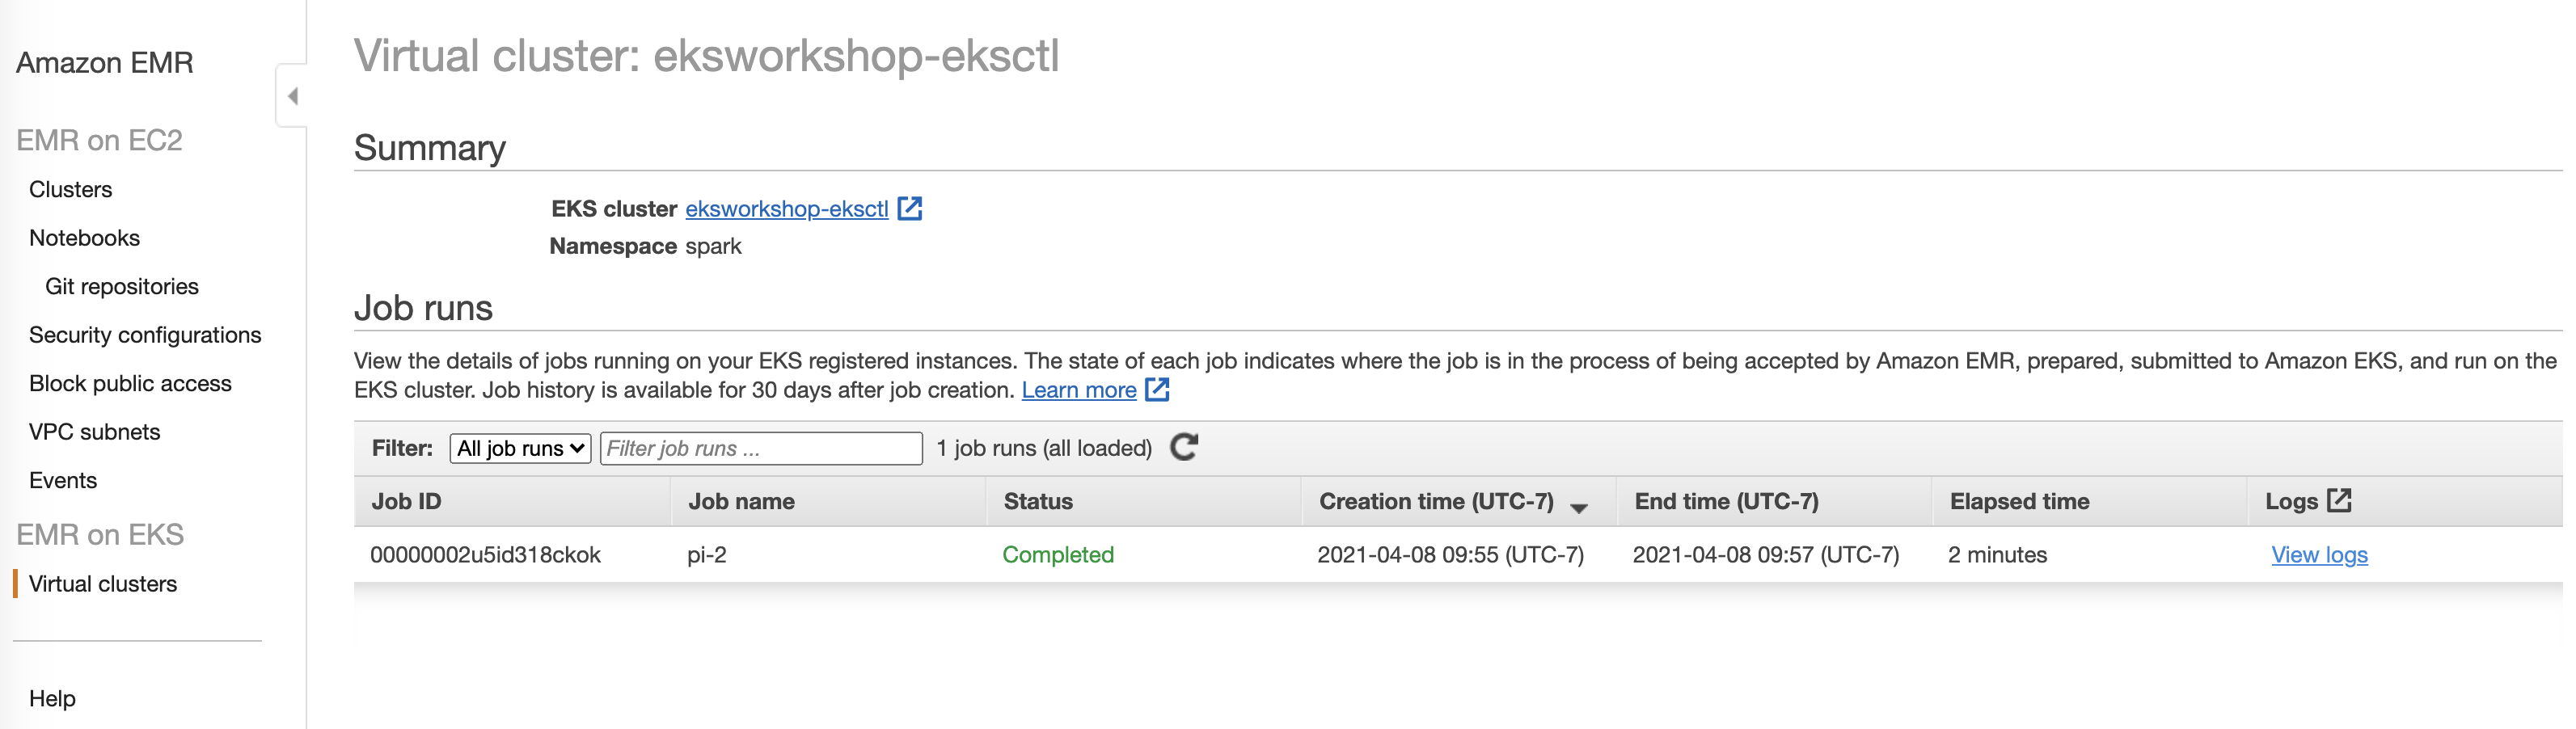 Amazon EMR
EMR on EC2
Clusters
Notebooks
Git repositories
Security configurations
Block public access
VPC subnets
Events
EMR on EKS
Virtual clusters
Help
Virtual cluster: eksworkshop-eksctl
Summary
EKS cluster eksworkshop-eksctl
Namespace spark
Job runs
View the details of jobs running on your EKS registered instances. The state of each job indicates where the job is in the process of being accepted by Amazon EMR, prepared, submitted to Amazon EKS, and run on the
EKS cluster. Job history is available for 30 days after job creation. Learn more
Filter: All job runs Filter job runs ... 1 job runs (all loaded)
Job ID Job name Status Creation time (UTC-7) End time (UTC-7) Elapsed time Logs
00000002u5id318ckok pi-2 Completed 2021-04-08 09:55 (UTC-7) 2021-04-08 09:57 (UTC-7) 2 minutes View logs